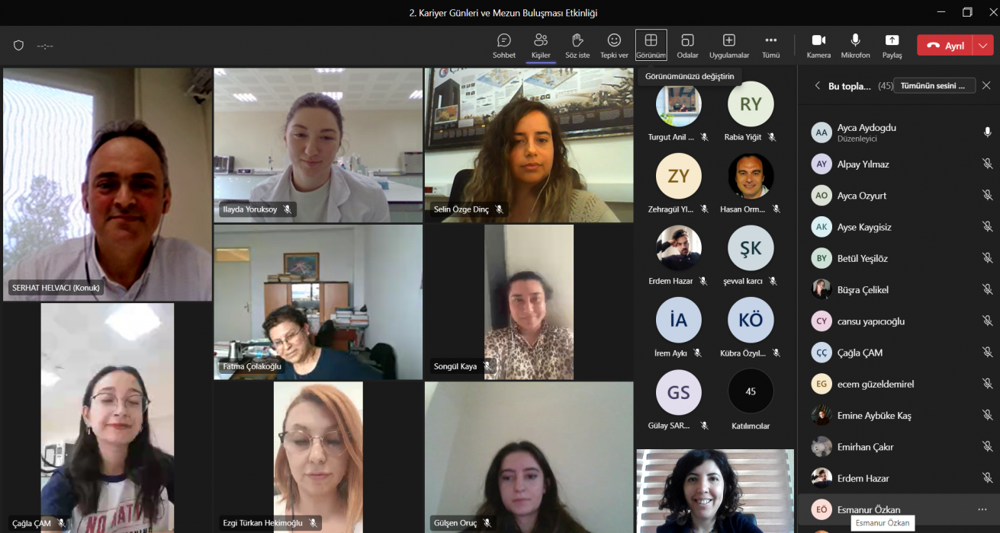 2. Kariyer Günleri ve Mezun Buluşması Etkinliği
--:--
Sohbet
Kişiler
Söz iste
Tepki ver
Görünüm
Odalar
Uygulamalar
Tümü
Kamera
Mikrofon
Paylaş
Ayrıl
Görünümünüzü değiştirin
SERHAT HELVACI (Konuk)
Ilayda Yoruksoy
Selin Özge Dinç
Fatma Çolakoğlu
Songül Kaya
Çağla ÇAM
NO
Ezgi Türkan Hekimoğlu
Gülşen Oruç
Turgut Anil ...
RY
Rabia Yiğit
ZY
Zehragül Yl...
Hasan Orm...
Erdem Hazar
ŞK
şevval karcı
İA
İrem Aykı
KÖ
Kübra Özyıl...
GS
Gülay SAR...
45
Katılımcılar
Bu topla... (45)
Tümünün sesini ...
AA
Ayca Aydogdu
Düzenleyici
AY
Alpay Yılmaz
AO
Ayca Ozyurt
AK
Ayse Kaygisiz
BY
Betül Yeşilöz
Büşra Çelikel
CY
cansu yapıcıoğlu
ÇÇ
Çağla ÇAM
EG
ecem güzeldemirel
Emine Aybüke Kaş
Emirhan Çakır
Erdem Hazar
EÖ
Esmanur Özkan
Esmanur Özkan